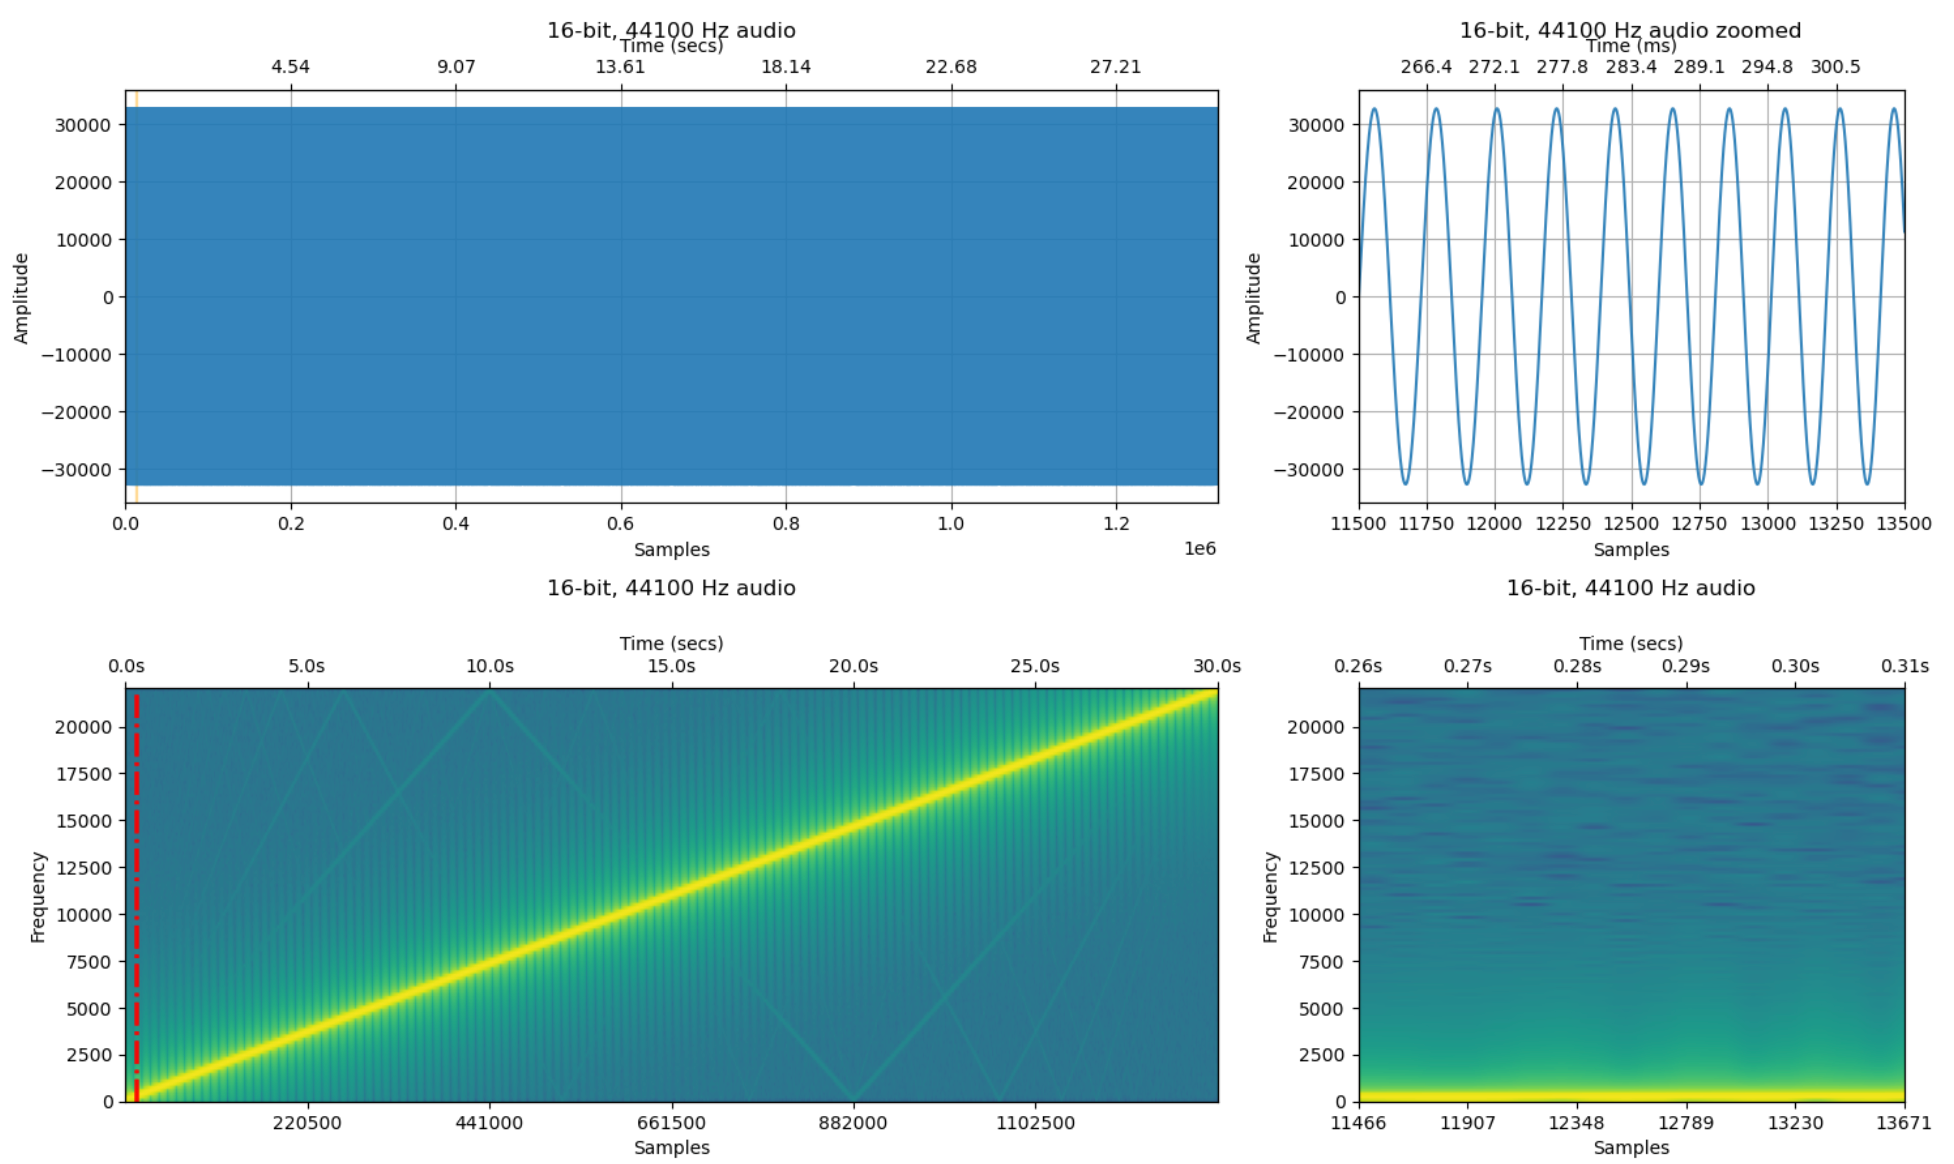 16-bit, 44100 Hz audio
Time (secs)
4.54 9.07 13.61 18.14 22.68 27.21
30000
20000
10000
0
−10000
−20000
−30000
Amplitude
0.0 0.2 0.4 0.6 0.8 1.0 1.2
Samples
1e6
16-bit, 44100 Hz audio zoomed
Time (ms)
266.4 272.1 277.8 283.4 289.1 294.8 300.5
30000
20000
10000
0
−10000
−20000
−30000
Amplitude
11500 11750 12000 12250 12500 12750 13000 13250 13500
Samples
16-bit, 44100 Hz audio
Time (secs)
0.0s 5.0s 10.0s 15.0s 20.0s 25.0s 30.0s
20000
17500
15000
12500
10000
7500
5000
2500
0
Frequency
220500 441000 661500 882000 1102500
Samples
16-bit, 44100 Hz audio
Time (secs)
0.26s 0.27s 0.28s 0.29s 0.30s 0.31s
20000
17500
15000
12500
10000
7500
5000
2500
0
Frequency
11466 11907 12348 12789 13230 13671
Samples